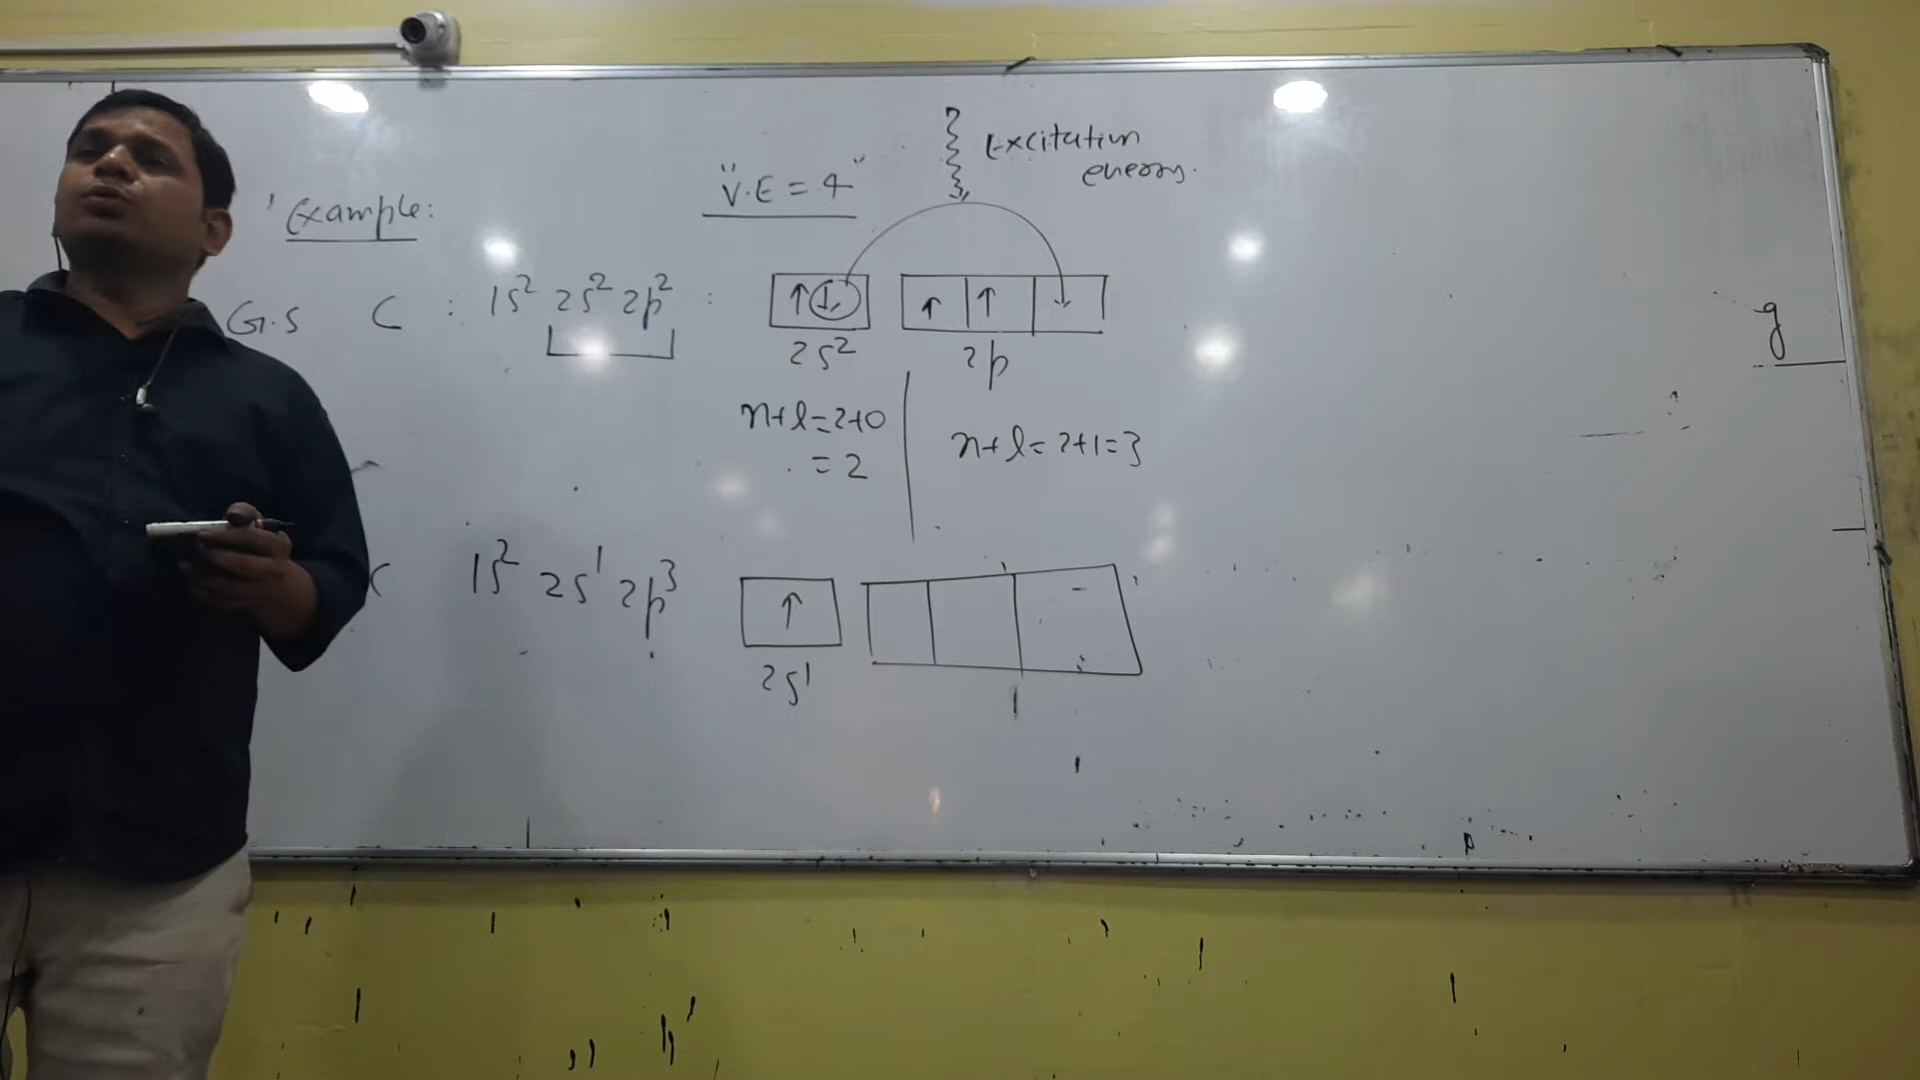 Example:
"V.E = 4"
Excitation
energy.
G.S C : 1s² 2s² 2p² :
↑ ↓ ↑ ↑
2s² 2p
n+l=2+0
= 2
n+l=2+1=3
C 1s² 2s¹ 2p³ ↑
2s¹
g